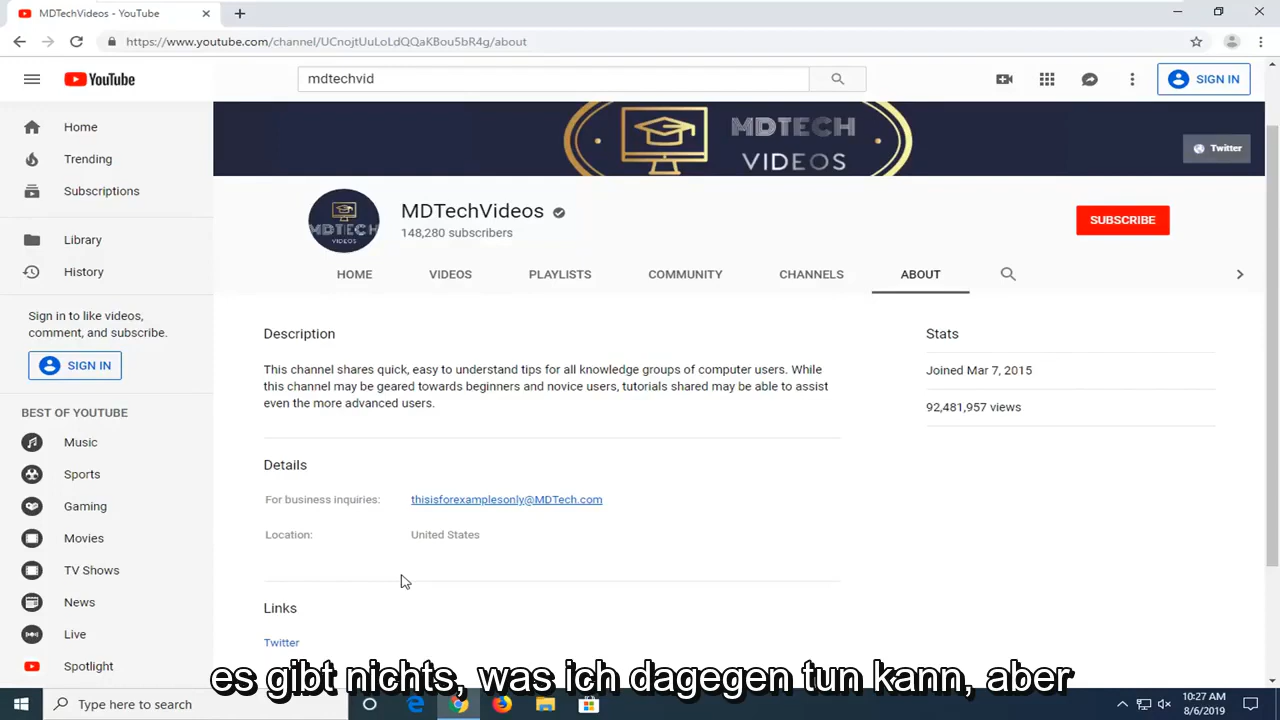 MDTechVideos - YouTube
https://www.youtube.com/channel/UCnojtUuLoLdQQaKBou5bR4g/about
YouTube
mdtechvid
SIGN IN
Home
Trending
Subscriptions
Library
History
Sign in to like videos,
comment, and subscribe.
SIGN IN
BEST OF YOUTUBE
Music
Sports
Gaming
Movies
TV Shows
News
Live
Spotlight
MDTECH
VIDEOS
Twitter
MDTECH
VIDEOS
MDTechVideos
148,280 subscribers
SUBSCRIBE
HOME VIDEOS PLAYLISTS COMMUNITY CHANNELS ABOUT
Description
This channel shares quick, easy to understand tips for all knowledge groups of computer users. While
this channel may be geared towards beginners and novice users, tutorials shared may be able to assist
even the more advanced users.
Details
For business inquiries: thisisforexamplesonly@MDTech.com
Location: United States
Links
Twitter
Stats
Joined Mar 7, 2015
92,481,957 views
es gibt nichts, was ich dagegen tun kann, aber
Type here to search
10:27 AM
8/6/2019